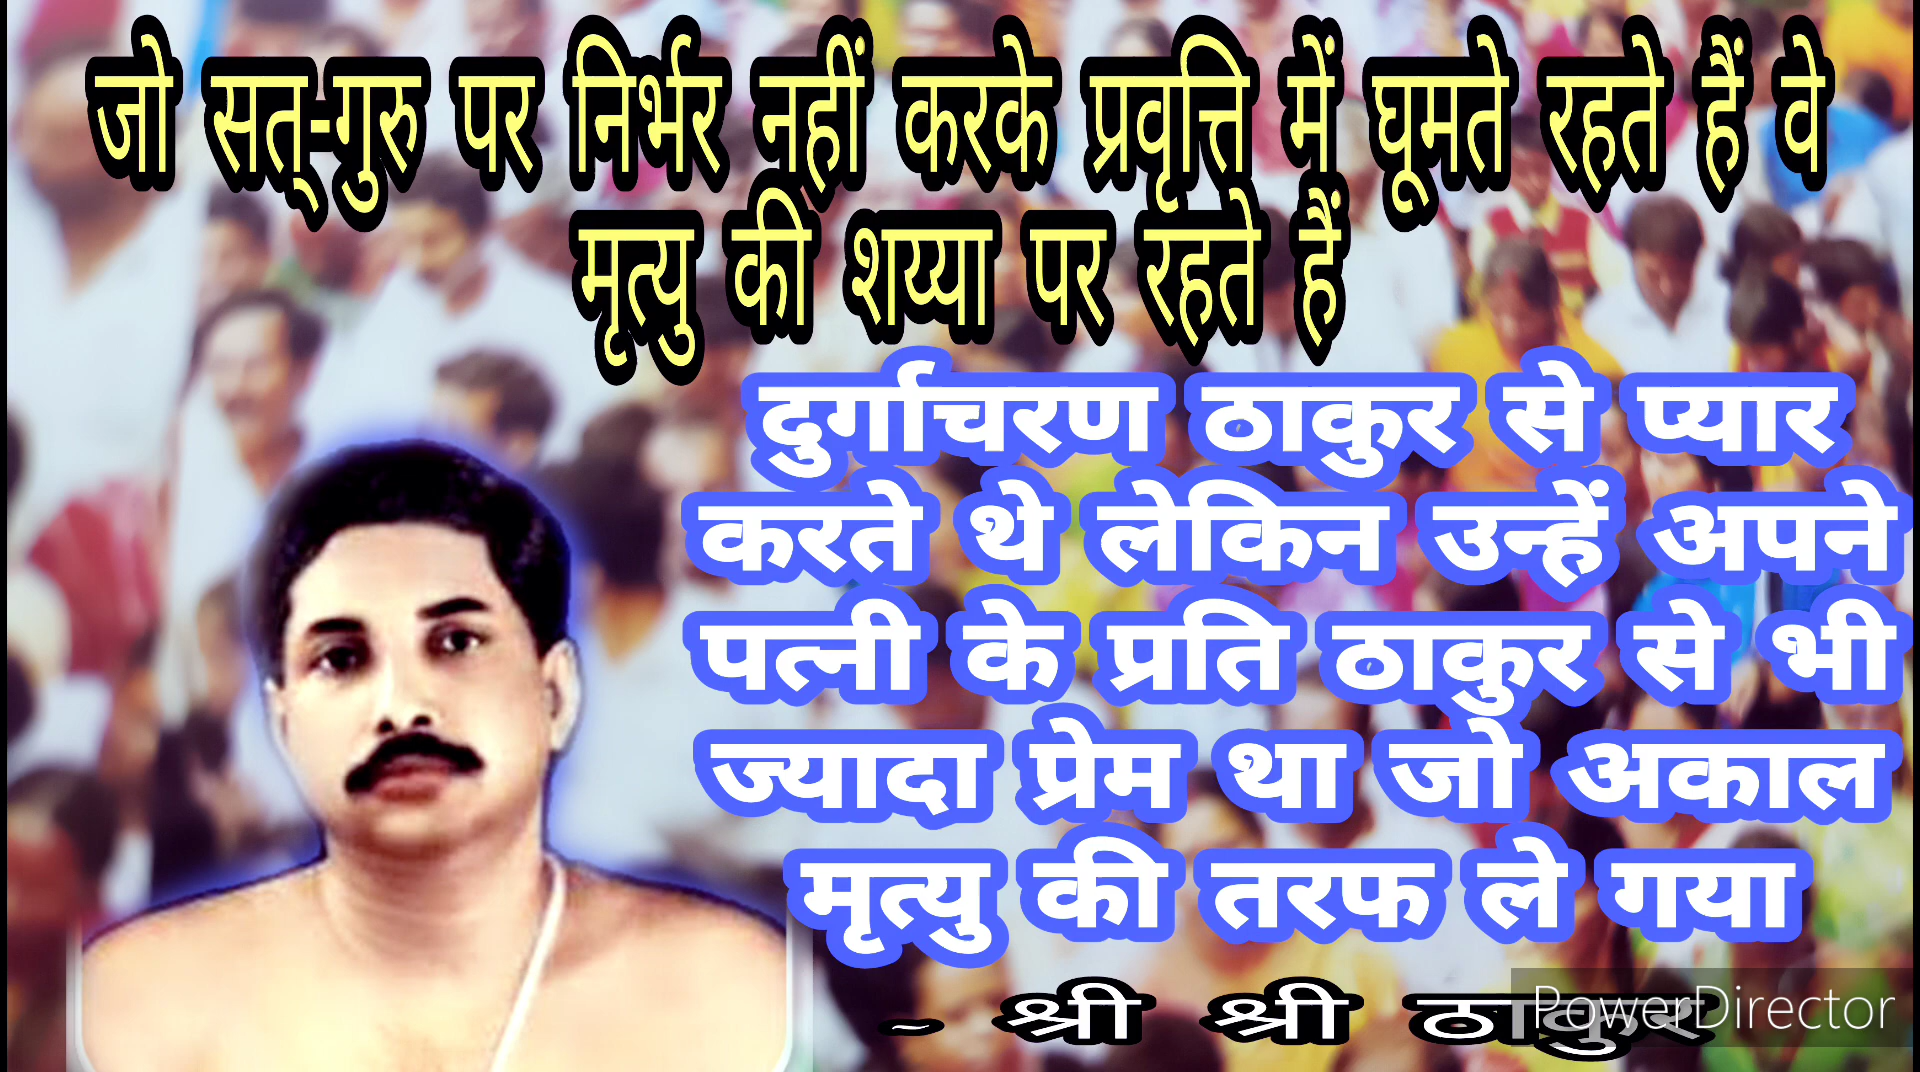 जो सत्-गुरु पर निर्भर नहीं करके प्रवृत्ति में घूमते रहते हैं वे
मृत्यु की शय्या पर रहते हैं
दुर्गाचरण ठाकुर से प्यार
करते थे लेकिन उन्हें अपने
पत्नी के प्रति ठाकुर से भी
ज्यादा प्रेम था जो अकाल
मृत्यु की तरफ ले गया
~ श्री श्री ठाकुर
PowerDirector